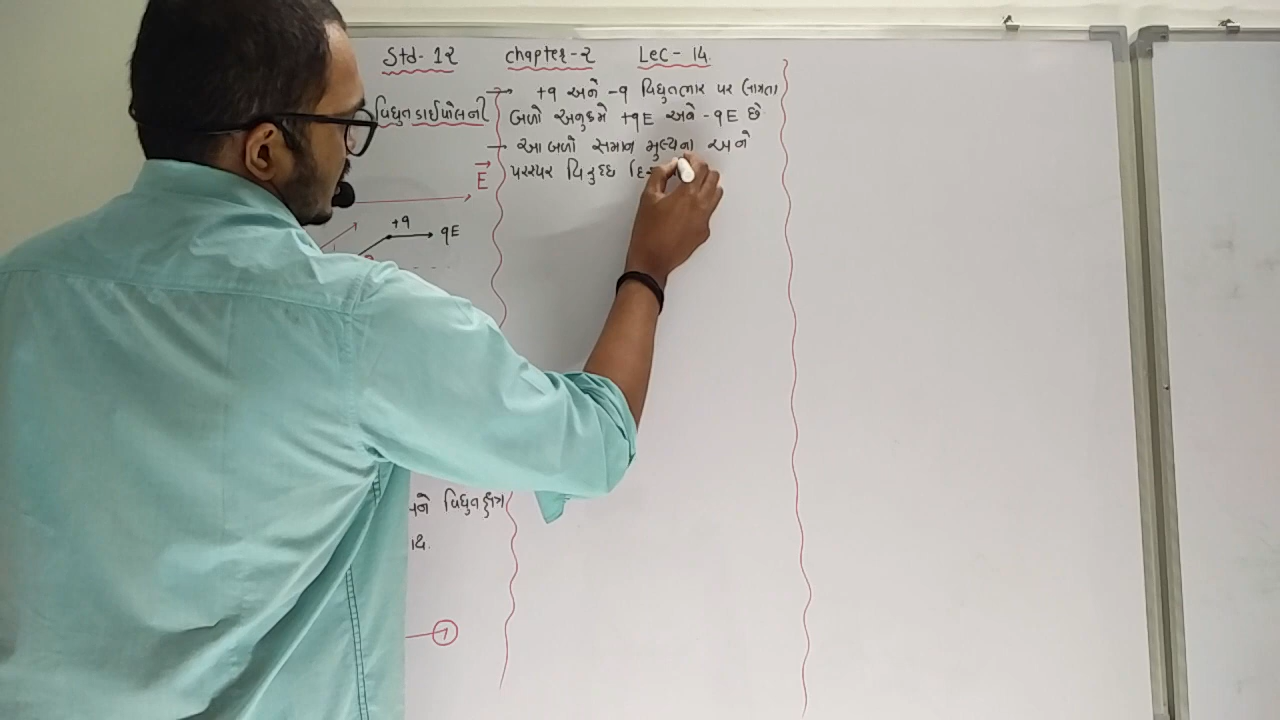 Std- 12 chapter-2 Lec- 14.
વિદ્યુતડાઈપોલની
E
+q
qE
→ +q અને -q વિદ્યુતભાર પર લાગતા
બળો અનુક્રમે +qE અને -qE છે
→ આ બળો સમાન મુલ્યના અને
પરસ્પર વિરુદ્ધ
વિદ્યુતક્ષેત્ર
1